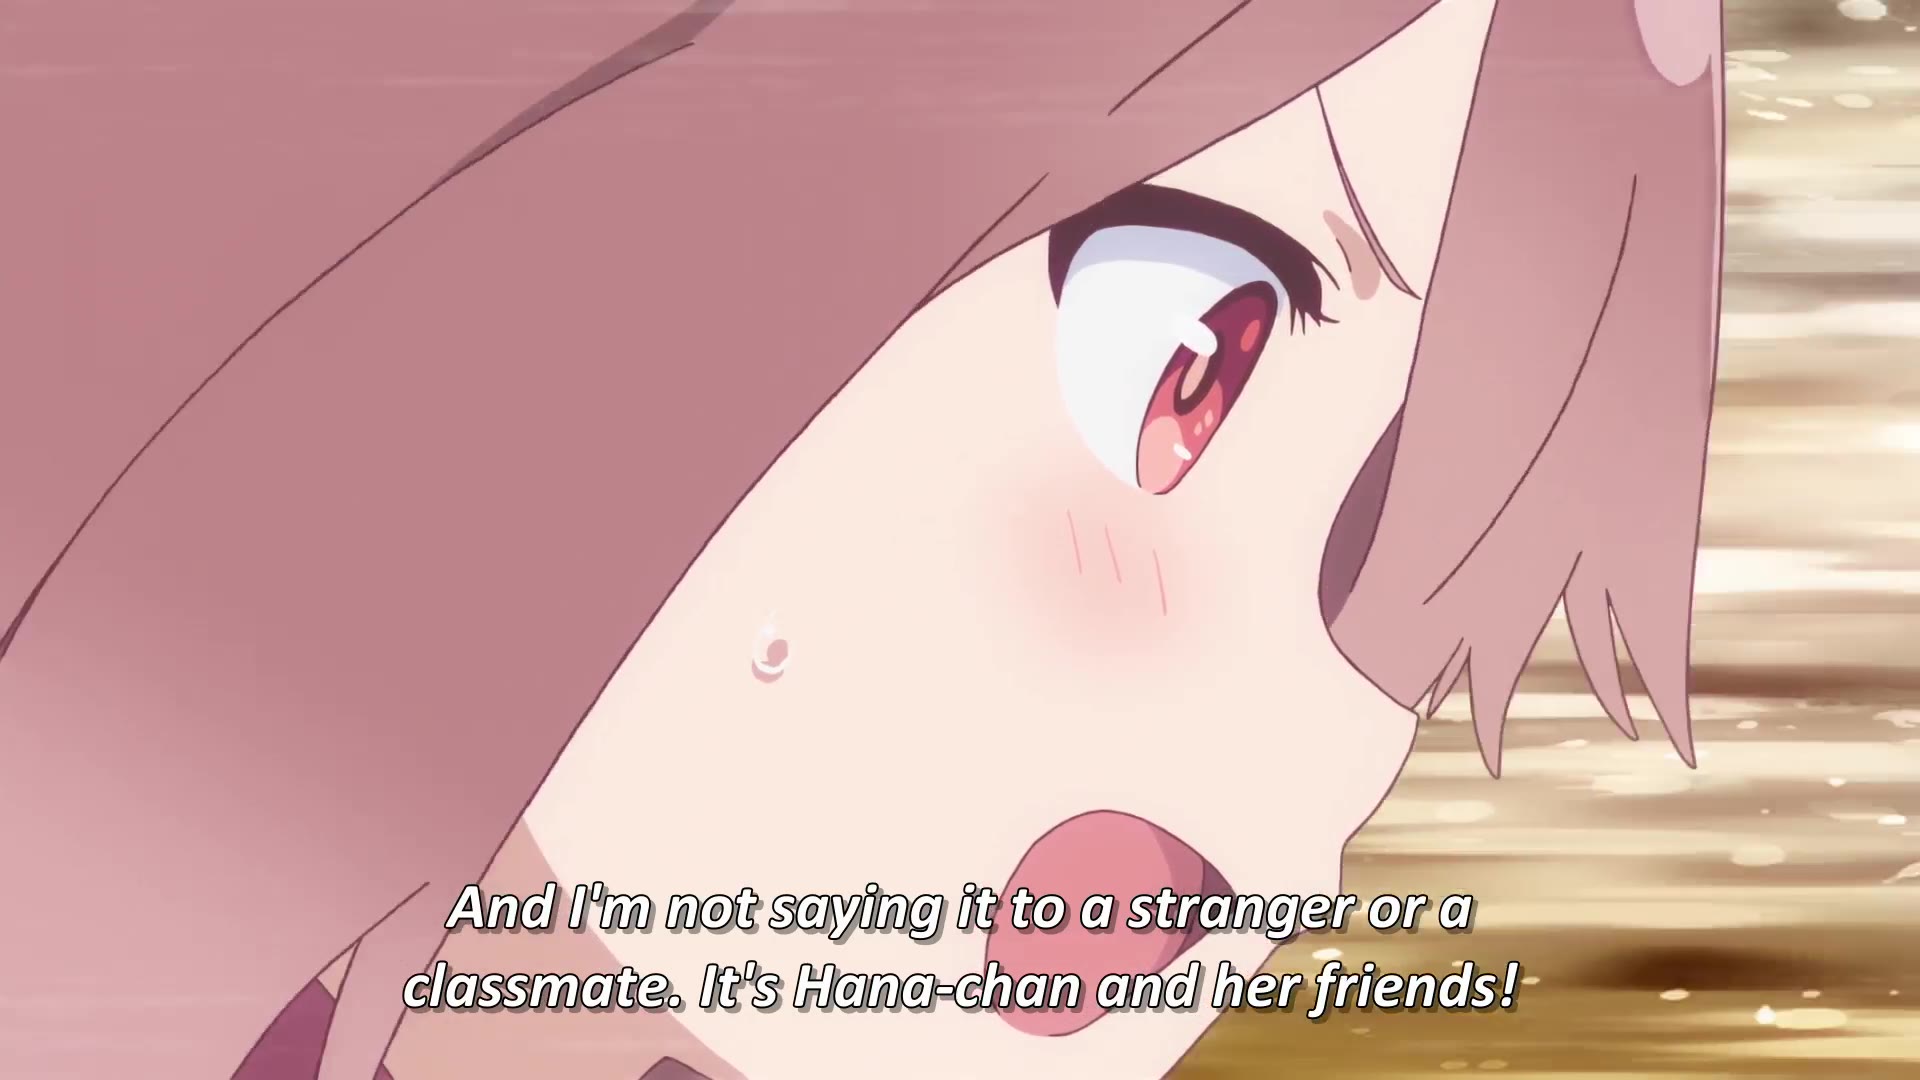 And I'm not saying it to a stranger or a
classmate. It's Hana-chan and her friends!